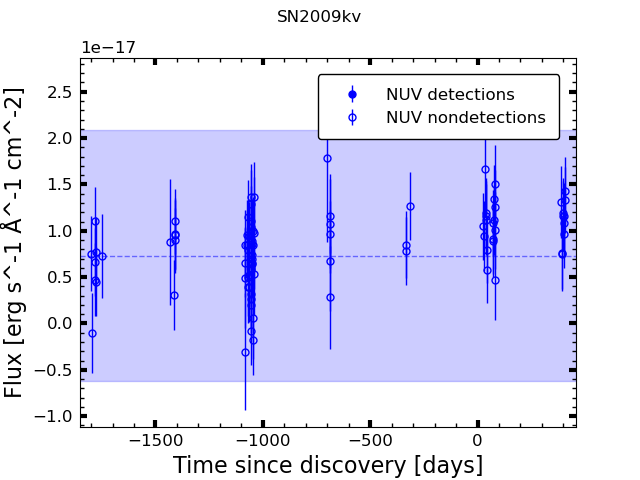 SN2009kv
1e−17
NUV detections
NUV nondetections
2.5
2.0
1.5
1.0
0.5
0.0
−0.5
−1.0
Flux [erg s^-1 Å^-1 cm^-2]
−1500 −1000 −500 0
Time since discovery [days]